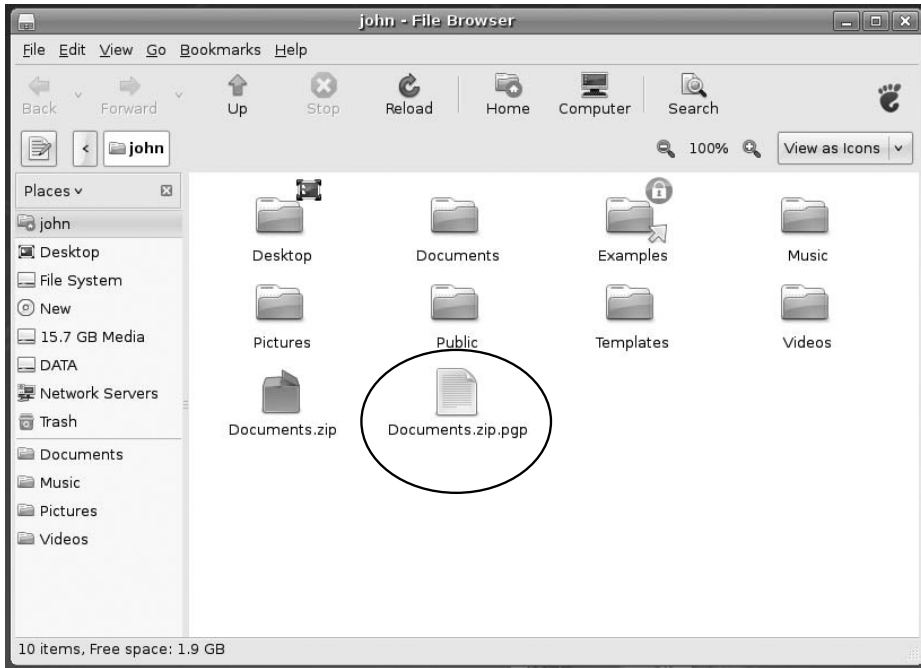 john - File Browser
File Edit View Go Bookmarks Help
Back Forward Up Stop Reload Home Computer Search
john 100% View as Icons
Places
john
Desktop
File System
New
15.7 GB Media
DATA
Network Servers
Trash
Documents
Music
Pictures
Videos
Desktop Documents Examples Music
Pictures Public Templates Videos
Documents.zip Documents.zip.pgp
10 items, Free space: 1.9 GB